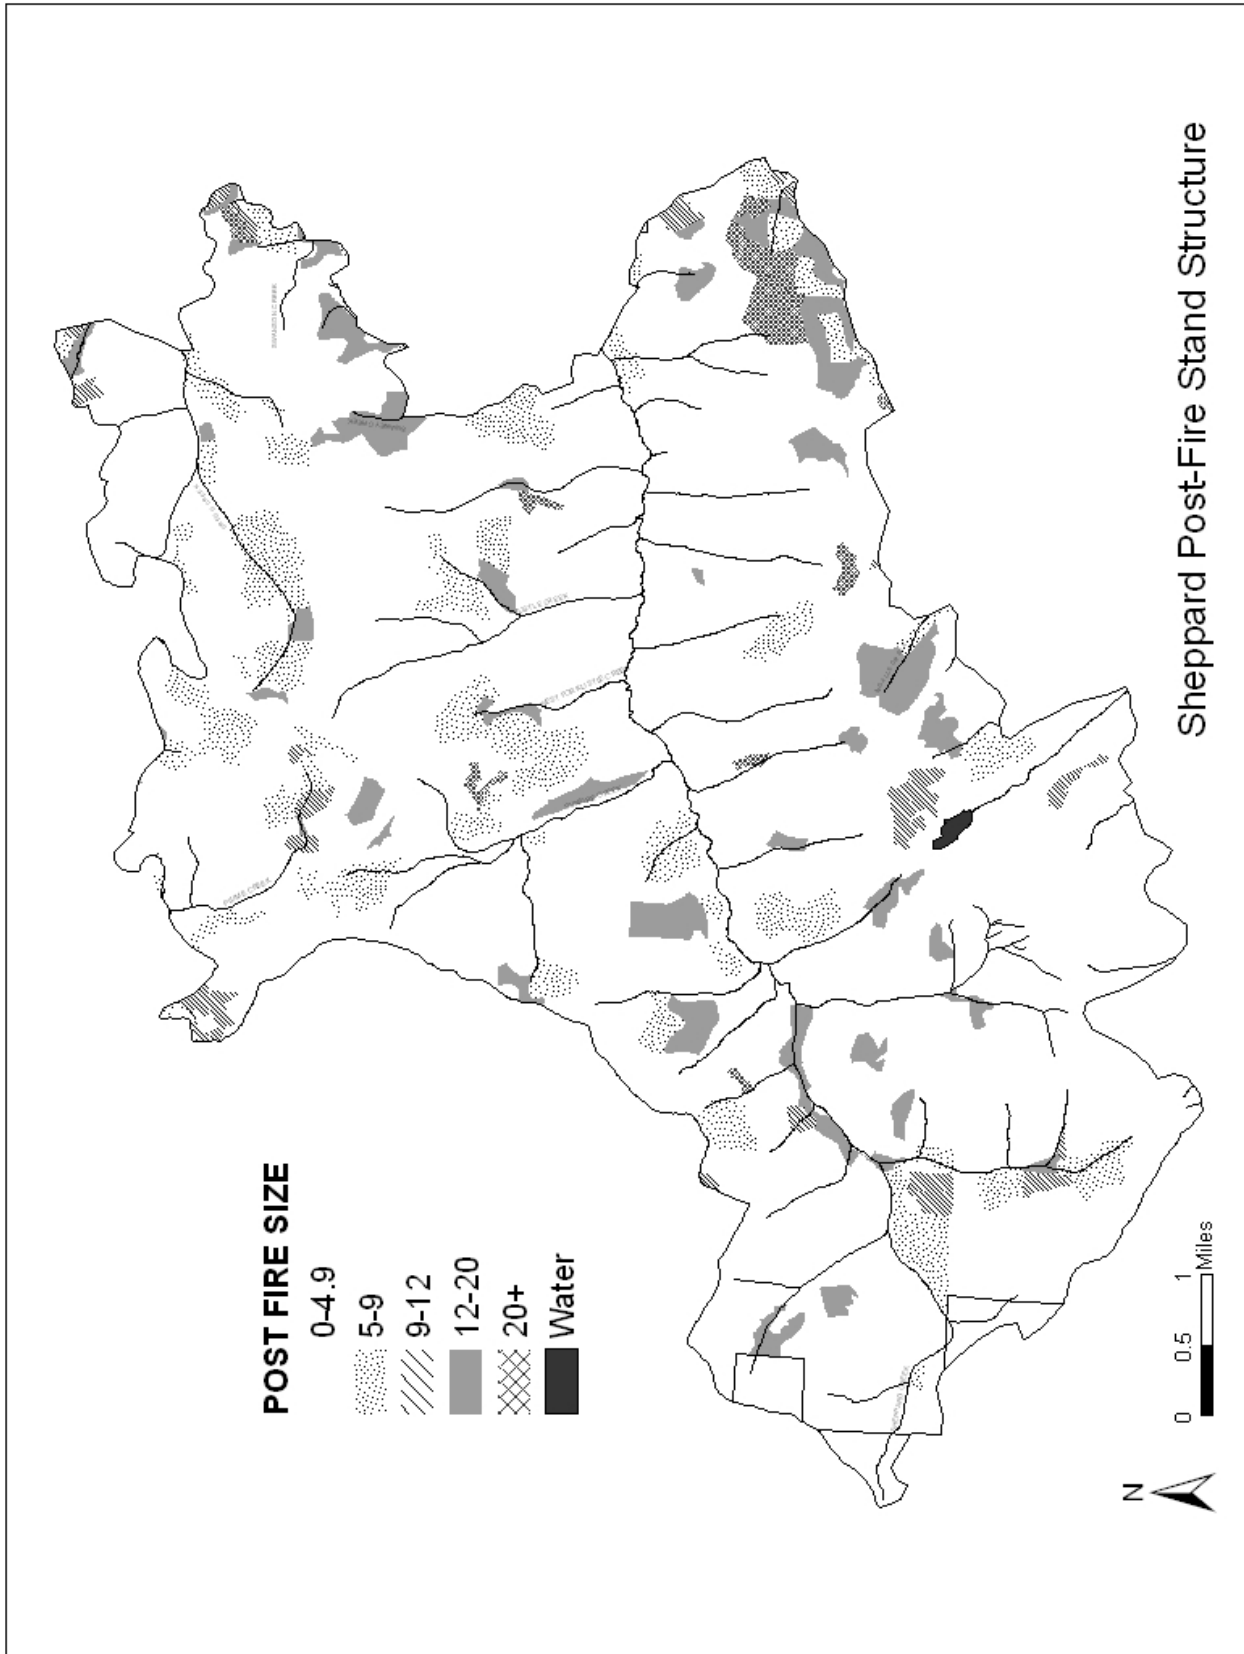 POST FIRE SIZE
0-4.9
5-9
9-12
12-20
20+
Water
N
0 0.5 1
Miles
Sheppard Post-Fire Stand Structure